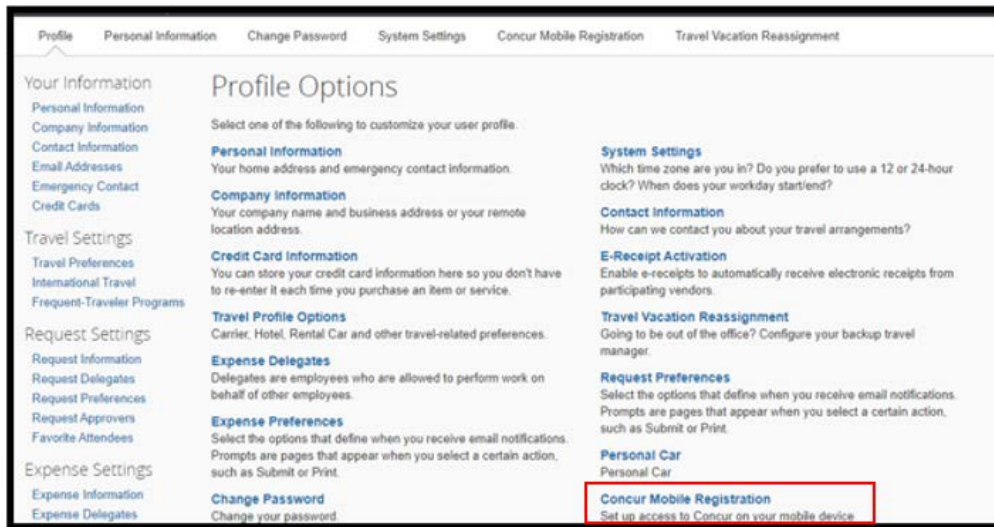 Profile Personal Information Change Password System Settings Concur Mobile Registration Travel Vacation Reassignment
Your Information
Personal Information
Company Information
Contact Information
Email Addresses
Emergency Contact
Credit Cards
Travel Settings
Travel Preferences
International Travel
Frequent-Traveler Programs
Request Settings
Request Information
Request Delegates
Request Preferences
Request Approvers
Favorite Attendees
Expense Settings
Expense Information
Expense Delegates
Profile Options
Select one of the following to customize your user profile.
Personal Information
Your home address and emergency contact information.
Company Information
Your company name and business address or your remote
location address.
Credit Card Information
You can store your credit card information here so you don't have
to re-enter it each time you purchase an item or service.
Travel Profile Options
Carrier, Hotel, Rental Car and other travel-related preferences.
Expense Delegates
Delegates are employees who are allowed to perform work on
behalf of other employees.
Expense Preferences
Select the options that define when you receive email notifications.
Prompts are pages that appear when you select a certain action,
such as Submit or Print.
Change Password
Change your password.
System Settings
Which time zone are you in? Do you prefer to use a 12 or 24-hour
clock? When does your workday start/end?
Contact Information
How can we contact you about your travel arrangements?
E-Receipt Activation
Enable e-receipts to automatically receive electronic receipts from
participating vendors.
Travel Vacation Reassignment
Going to be out of the office? Configure your backup travel
manager.
Request Preferences
Select the options that define when you receive email notifications.
Prompts are pages that appear when you select a certain action,
such as Submit or Print.
Personal Car
Personal Car
Concur Mobile Registration
Set up access to Concur on your mobile device